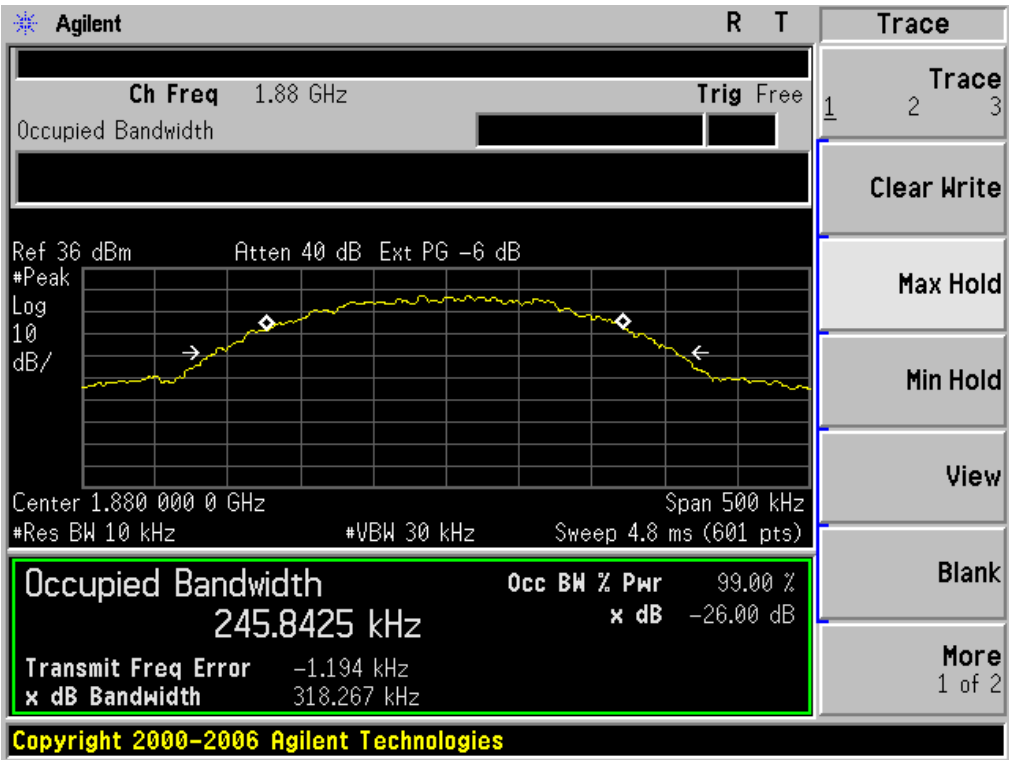 Agilent R T Trace
Ch Freq 1.88 GHz Trig Free
Occupied Bandwidth
Trace
1 2 3
Clear Write
Max Hold
Min Hold
View
Blank
More
1 of 2
Ref 36 dBm Atten 40 dB Ext PG -6 dB
#Peak
Log
10
dB/
Center 1.880 000 0 GHz Span 500 kHz
#Res BW 10 kHz #VBW 30 kHz Sweep 4.8 ms (601 pts)
Occupied Bandwidth Occ BW % Pwr 99.00 %
245.8425 kHz x dB -26.00 dB
Transmit Freq Error -1.194 kHz
x dB Bandwidth 318.267 kHz
Copyright 2000-2006 Agilent Technologies